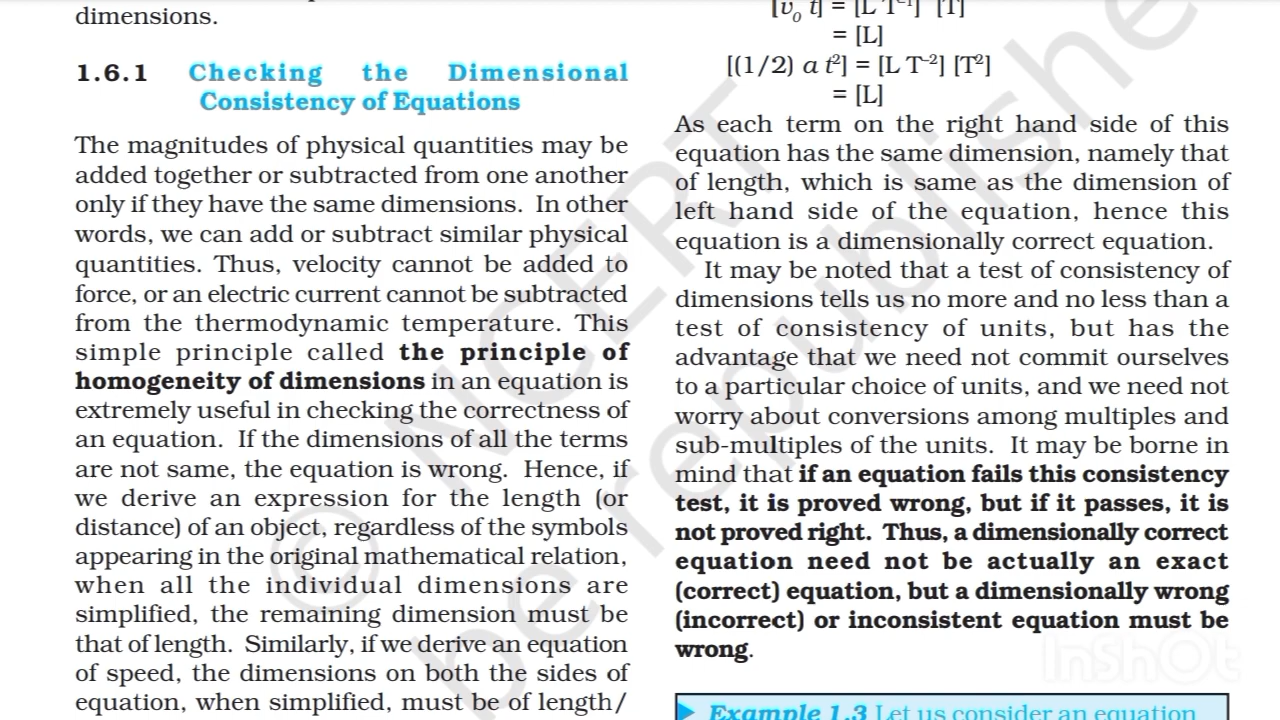 dimensions.
1.6.1 Checking the Dimensional
Consistency of Equations
The magnitudes of physical quantities may be
added together or subtracted from one another
only if they have the same dimensions. In other
words, we can add or subtract similar physical
quantities. Thus, velocity cannot be added to
force, or an electric current cannot be subtracted
from the thermodynamic temperature. This
simple principle called the principle of
homogeneity of dimensions in an equation is
extremely useful in checking the correctness of
an equation. If the dimensions of all the terms
are not same, the equation is wrong. Hence, if
we derive an expression for the length (or
distance) of an object, regardless of the symbols
appearing in the original mathematical relation,
when all the individual dimensions are
simplified, the remaining dimension must be
that of length. Similarly, if we derive an equation
of speed, the dimensions on both the sides of
equation, when simplified, must be of length/
[υ₀ t] = [L T⁻¹] [T]
= [L]
[(1/2) a t²] = [L T⁻²] [T²]
= [L]
As each term on the right hand side of this
equation has the same dimension, namely that
of length, which is same as the dimension of
left hand side of the equation, hence this
equation is a dimensionally correct equation.
It may be noted that a test of consistency of
dimensions tells us no more and no less than a
test of consistency of units, but has the
advantage that we need not commit ourselves
to a particular choice of units, and we need not
worry about conversions among multiples and
sub-multiples of the units. It may be borne in
mind that if an equation fails this consistency
test, it is proved wrong, but if it passes, it is
not proved right. Thus, a dimensionally correct
equation need not be actually an exact
(correct) equation, but a dimensionally wrong
(incorrect) or inconsistent equation must be
wrong.
Example 1.3 Let us consider an equation
© NCERT
be republishe
InShOt